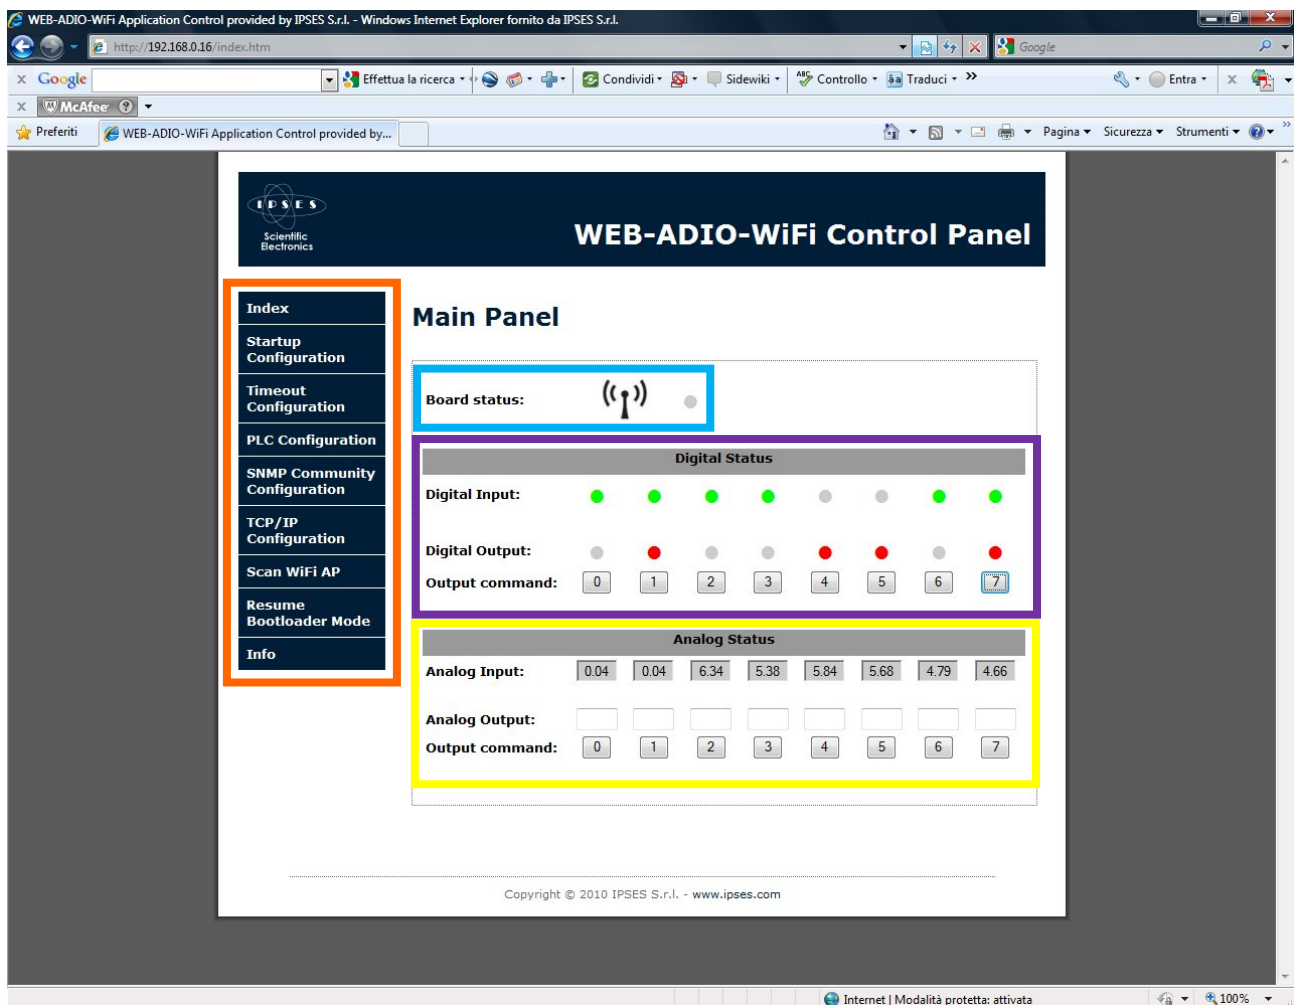 WEB-ADIO-WiFi Application Control provided by IPSES S.r.l. - Windows Internet Explorer fornito da IPSES S.r.l.
http://192.168.0.16/index.htm
Google
x Google
Effettua la ricerca
Condividi
Sidewiki
Controllo
Traduci
Entra
x
x McAfee
Preferiti
WEB-ADIO-WiFi Application Control provided by...
Pagina
Sicurezza
Strumenti
IPSES
Scientific
Electronics
WEB-ADIO-WiFi Control Panel
Index
Startup
Configuration
Timeout
Configuration
PLC Configuration
SNMP Community
Configuration
TCP/IP
Configuration
Scan WiFi AP
Resume
Bootloader Mode
Info
Main Panel
Board status:
Digital Status
Digital Input:
Digital Output:
Output command: 0 1 2 3 4 5 6 7
Analog Status
Analog Input: 0.04 0.04 6.34 5.38 5.84 5.68 4.79 4.66
Analog Output:
Output command: 0 1 2 3 4 5 6 7
Copyright © 2010 IPSES S.r.l. - www.ipses.com
Internet | Modalità protetta: attivata
100%